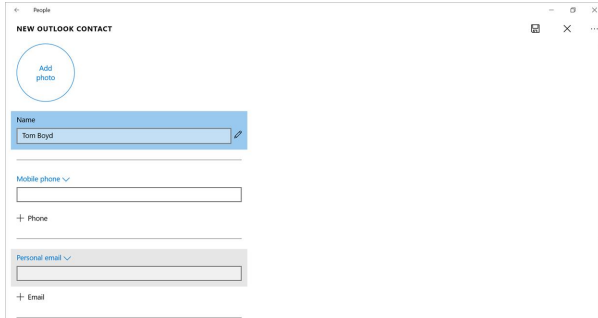 People
NEW OUTLOOK CONTACT
Add
photo
Name
Tom Boyd
Mobile phone
+ Phone
Personal email
+ Email